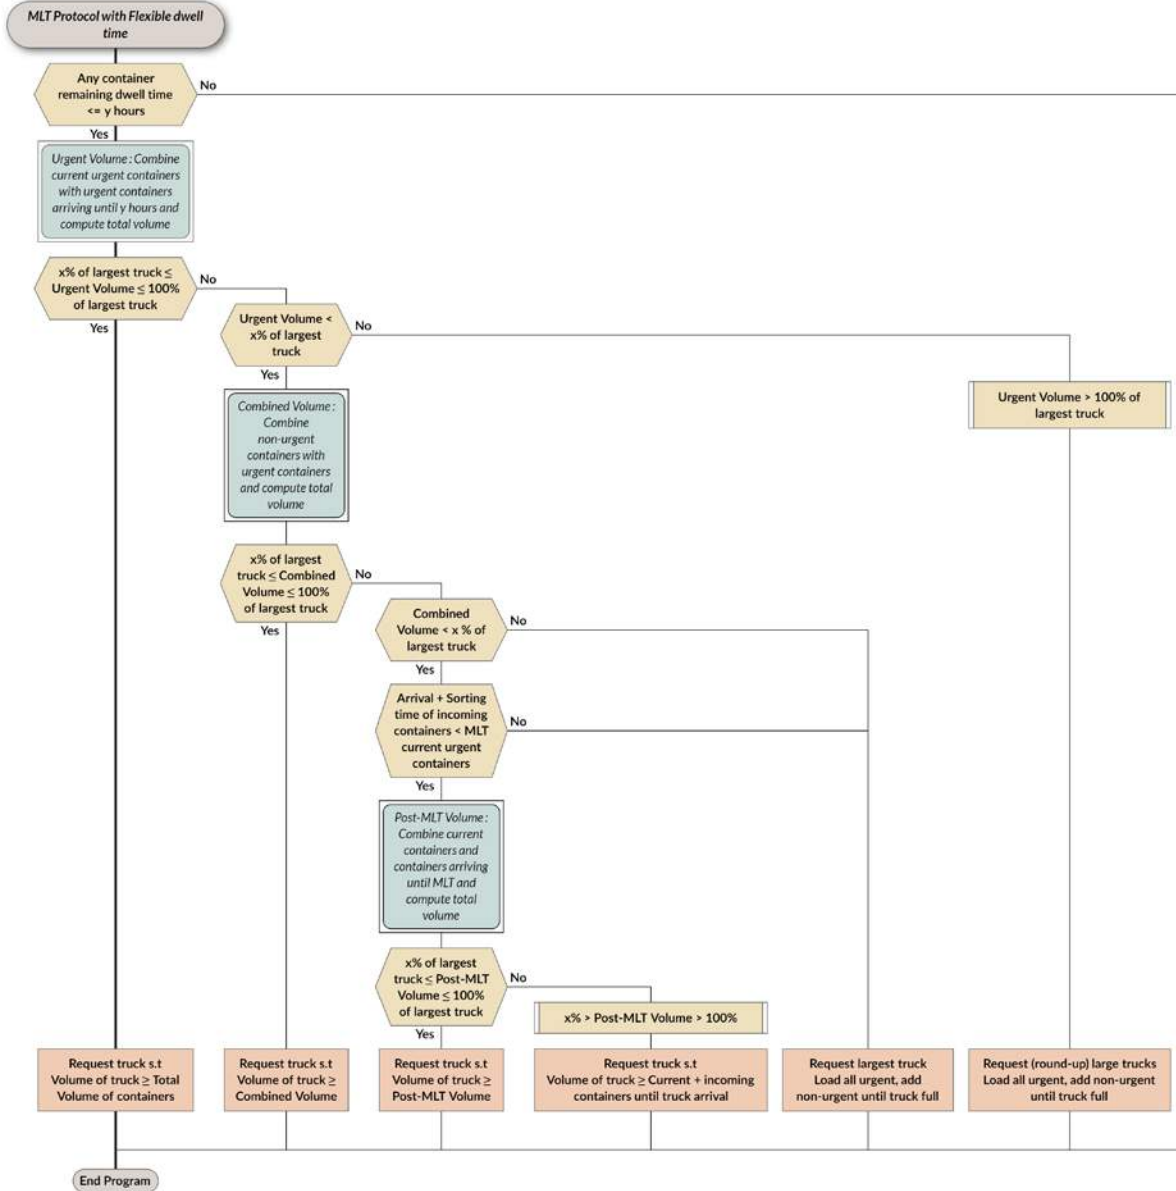 MLT Protocol with Flexible dwell
time
Any container
remaining dwell time
<= y hours
No
Yes
Urgent Volume : Combine
current urgent containers
with urgent containers
arriving until y hours and
compute total volume
x% of largest truck ≤
Urgent Volume ≤ 100%
of largest truck
No
Yes
Urgent Volume <
x% of largest
truck
No
Yes
Urgent Volume > 100% of
largest truck
Combined Volume :
Combine
non-urgent
containers with
urgent containers
and compute total
volume
x% of largest
truck ≤ Combined
Volume ≤ 100%
of largest truck
No
Yes
Combined
Volume < x % of
largest truck
No
Yes
Arrival + Sorting
time of incoming
containers < MLT
current urgent
containers
No
Yes
Post-MLT Volume :
Combine current
containers and
containers arriving
until MLT and
compute total
volume
x% of largest
truck ≤ Post-MLT
Volume ≤ 100%
of largest truck
No
Yes
x% > Post-MLT Volume > 100%
Request truck s.t
Volume of truck ≥ Total
Volume of containers
Request truck s.t
Volume of truck ≥
Combined Volume
Request truck s.t
Volume of truck ≥
Post-MLT Volume
Request truck s.t
Volume of truck ≥ Current + incoming
containers until truck arrival
Request largest truck
Load all urgent, add
non-urgent until truck full
Request (round-up) large trucks
Load all urgent, add non-urgent
until truck full
End Program